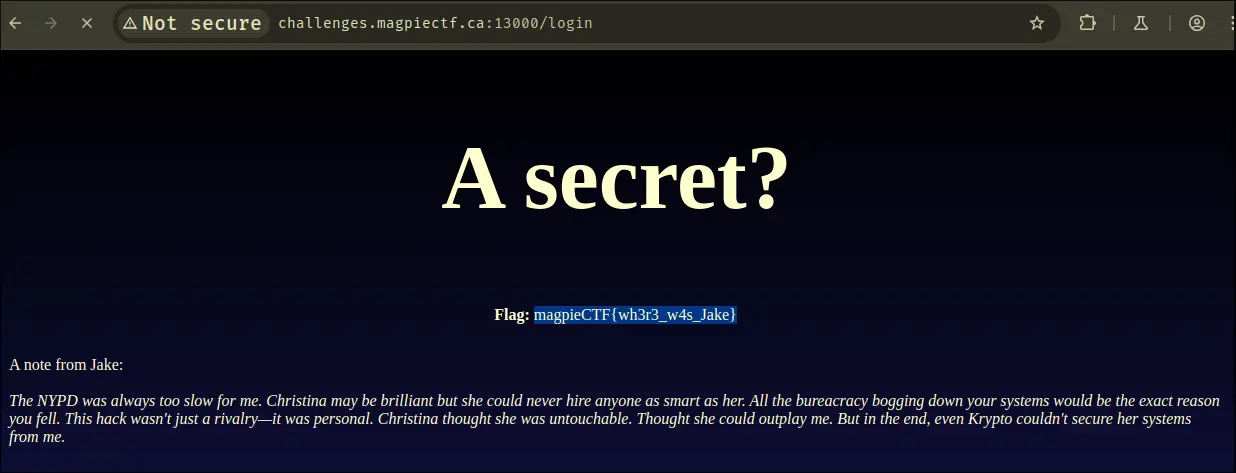 Not secure challenges.magpiectf.ca:13000/login
A secret?
Flag: magpieCTF{wh3r3_w4s_Jake}
A note from Jake:
The NYPD was always too slow for me. Christina may be brilliant but she could never hire anyone as smart as her. All the bureacracy bogging down your systems would be the exact reason
you fell. This hack wasn't just a rivalry—it was personal. Christina thought she was untouchable. Thought she could outplay me. But in the end, even Krypto couldn't secure her systems
from me.